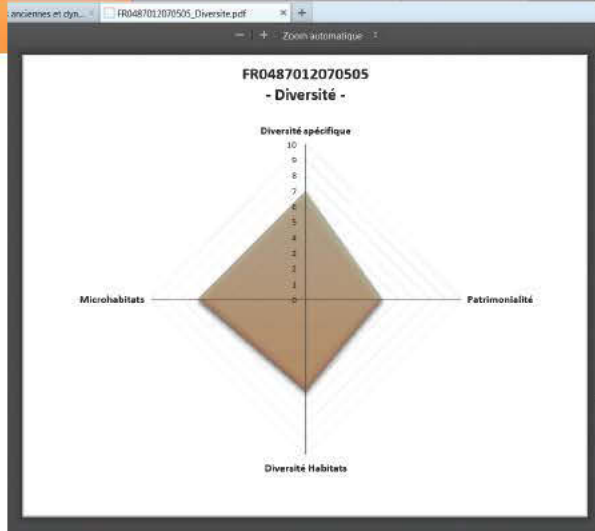 anciennes et dyn...
FR0487012070505_Diversite.pdf
Zoom automatique
FR0487012070505
- Diversité -
Diversité spécifique
10
9
8
7
6
5
4
3
2
1
0
Microhabitats
Patrimonialité
Diversité Habitats